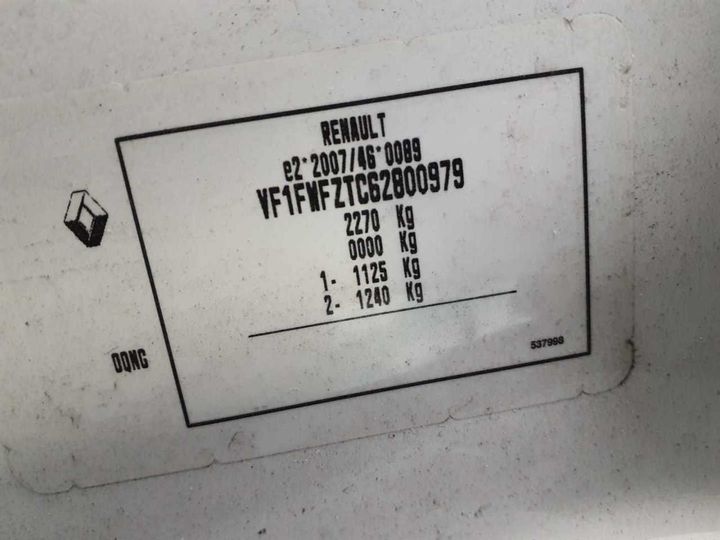 RENAULT
e2*2007/46*0089
VF1FWFZTC62800979
2270 Kg
0000 Kg
1- 1125 Kg
2- 1240 Kg
537998
DQNG